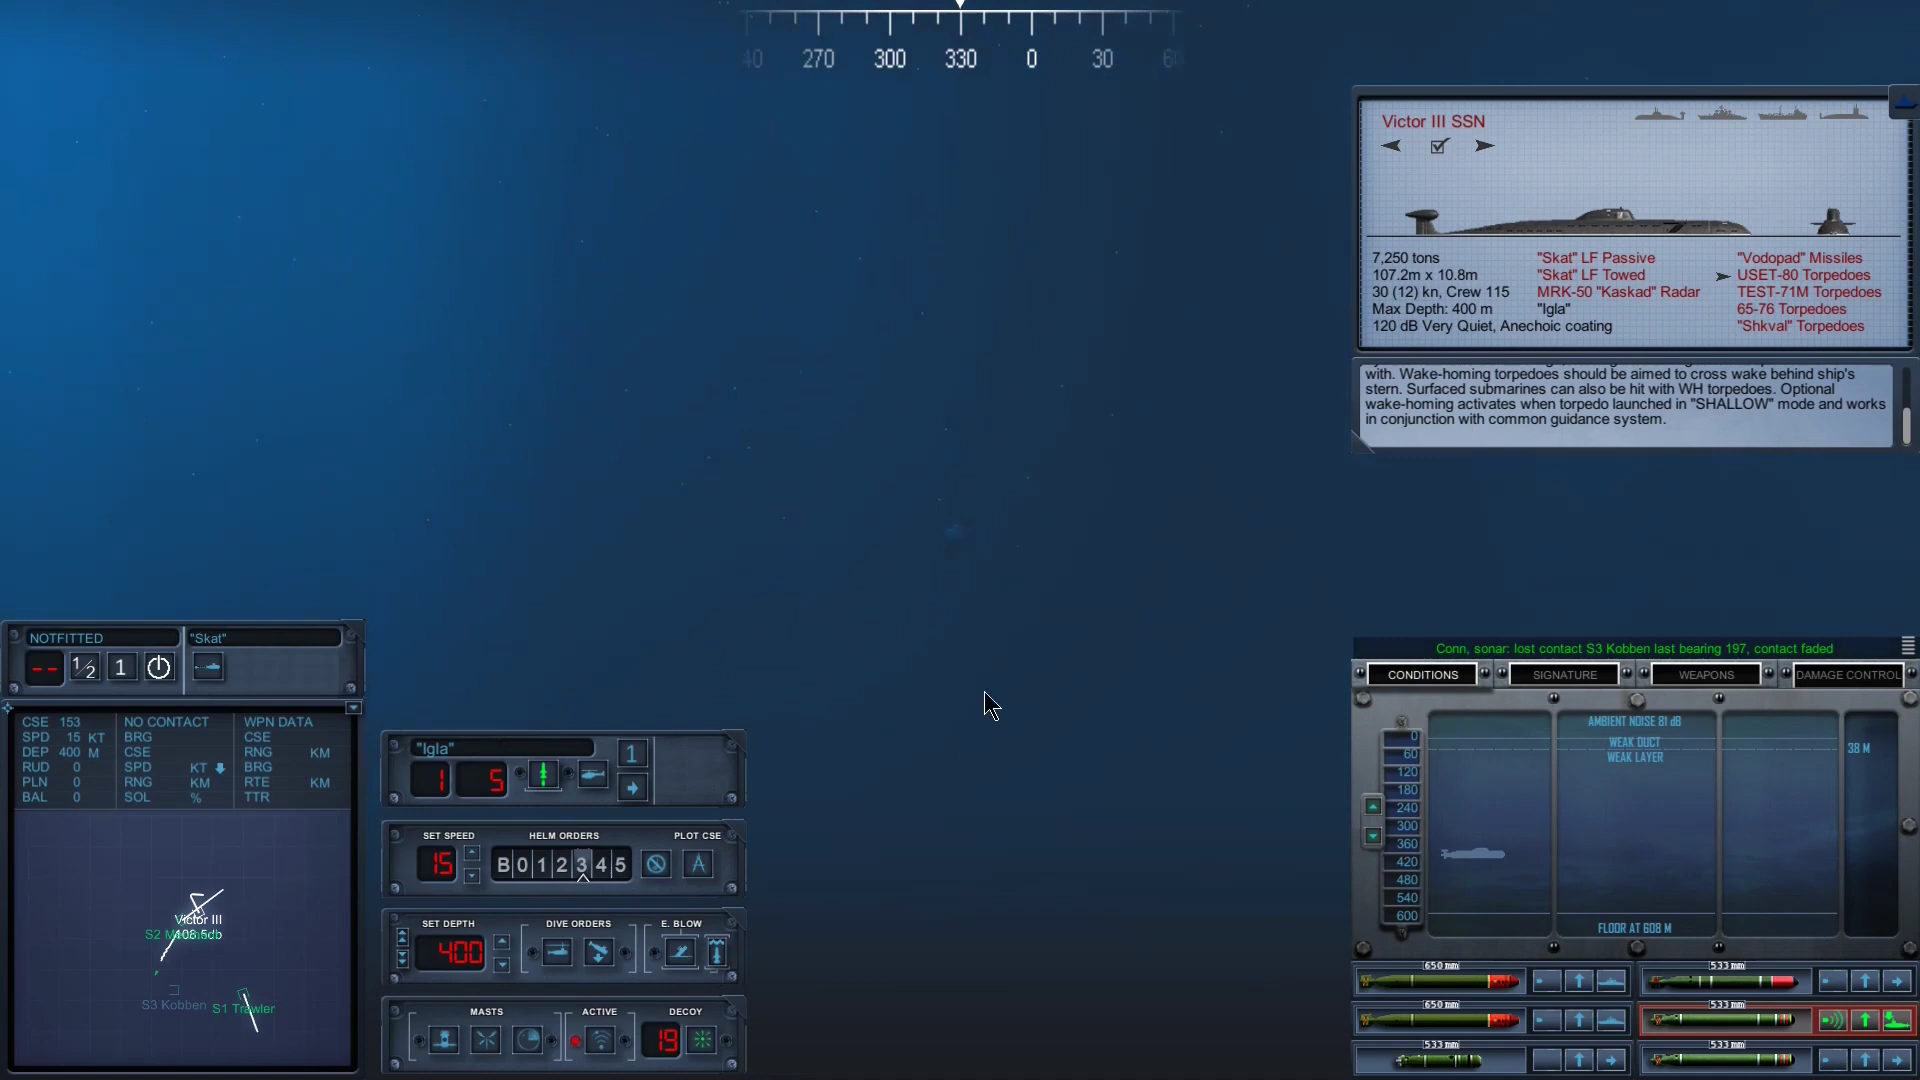 270 300 330 0 30
Victor III SSN
7,250 tons
107.2m x 10.8m
30 (12) kn, Crew 115
Max Depth: 400 m
120 dB Very Quiet, Anechoic coating
"Skat" LF Passive
"Skat" LF Towed
MRK-50 "Kaskad" Radar
"Igla"
"Vodopad" Missiles
USET-80 Torpedoes
TEST-71M Torpedoes
65-76 Torpedoes
"Shkval" Torpedoes
with. Wake-homing torpedoes should be aimed to cross wake behind ship's
stern. Surfaced submarines can also be hit with WH torpedoes. Optional
wake-homing activates when torpedo launched in "SHALLOW" mode and works
in conjunction with common guidance system.
NOTFITTED
"Skat"
-- 1/2 1
CSE 153
SPD 15 KT
DEP 400 M
RUD 0
PLN 0
BAL 0
NO CONTACT
BRG
CSE
SPD KT
RNG KM
SOL %
WPN DATA
CSE
RNG KM
BRG
RTE KM
TTR
Victor III
S3 Kobben
S1 Trawler
"Igla"
1 5 1
SET SPEED HELM ORDERS PLOT CSE
15 B 0 1 2 3 4 5
SET DEPTH DIVE ORDERS E. BLOW
400
MASTS ACTIVE DECOY
19
Conn, sonar: lost contact S3 Kobben last bearing 197, contact faded
CONDITIONS SIGNATURE WEAPONS DAMAGE CONTROL
0
60
120
180
240
300
360
420
480
540
600
AMBIENT NOISE 81 dB
WEAK DUCT
WEAK LAYER
38 M
FLOOR AT 608 M
650 mm 533 mm
650 mm 533 mm
533 mm 533 mm